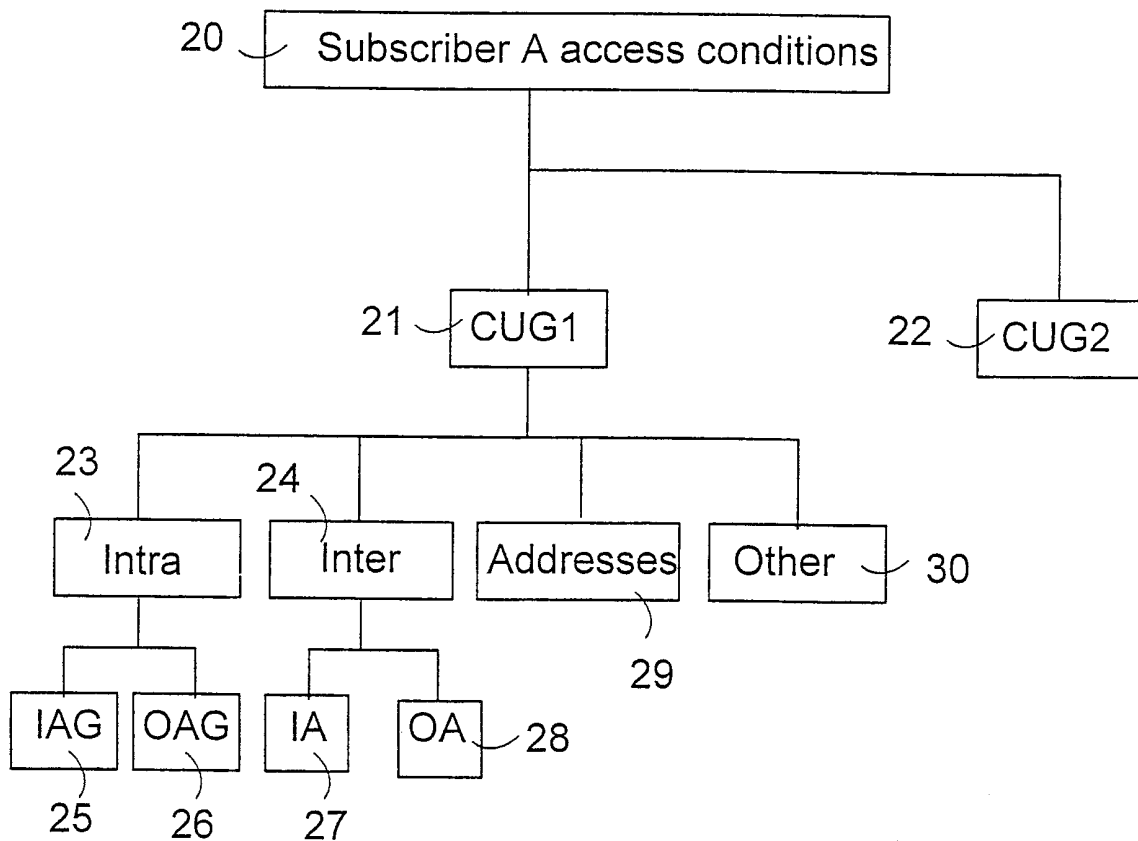 20 Subscriber A access conditions
21 CUG1
22 CUG2
23 Intra
24 Inter
Addresses 29
Other 30
IAG 25
OAG 26
IA 27
OA 28